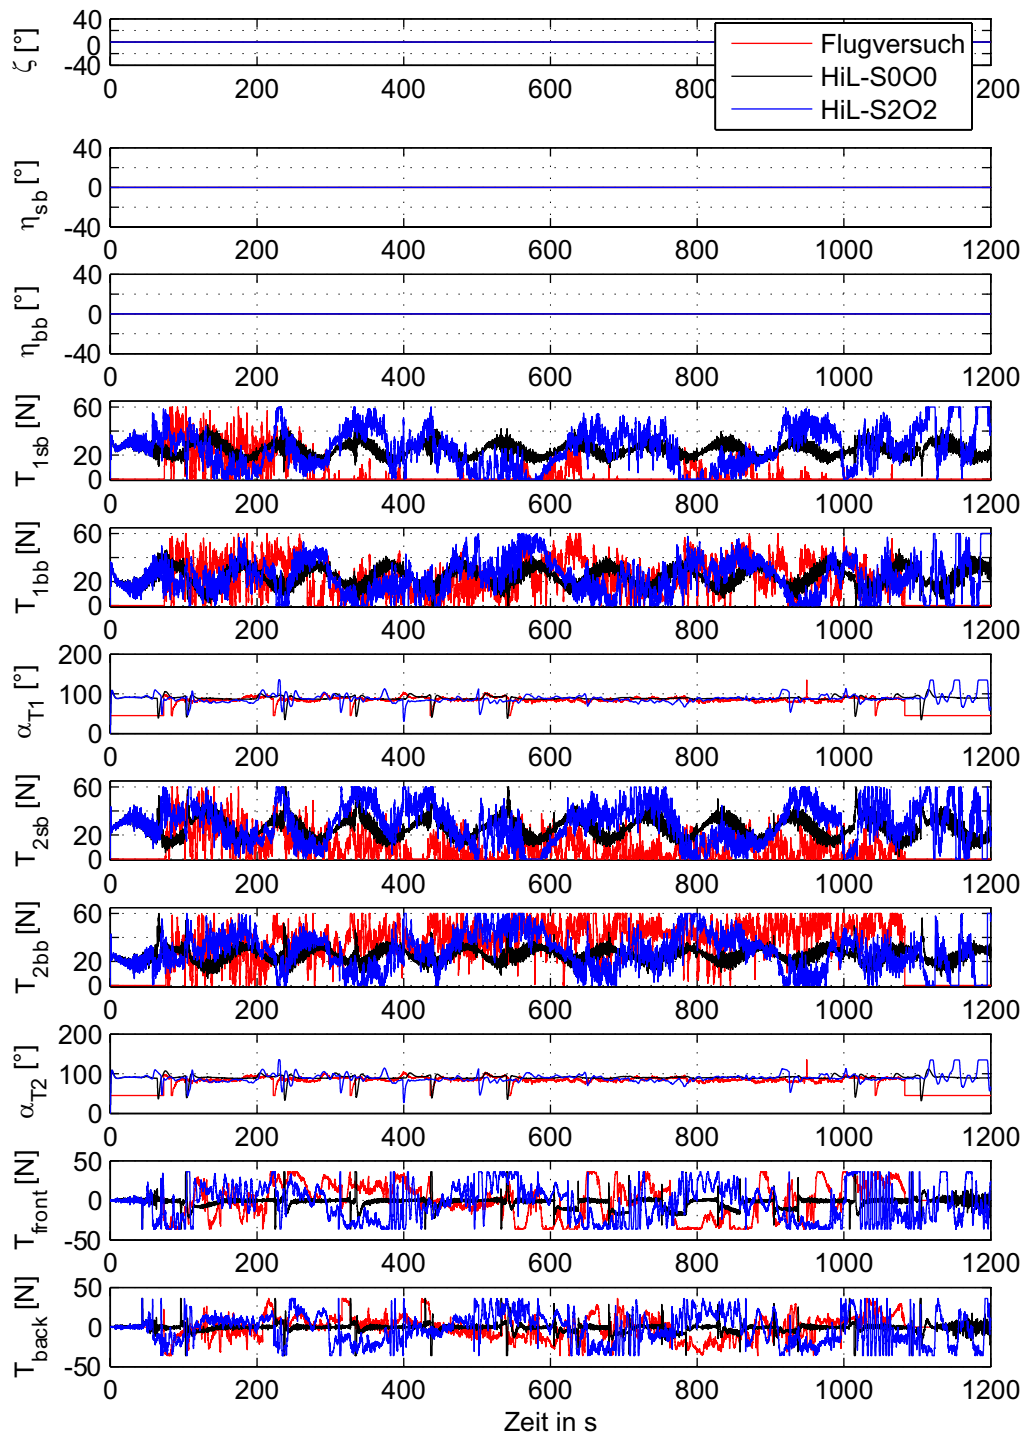 ζ [°]
40
0
-40
0 200 400 600 800 200
Flugversuch
HiL-S0O0
HiL-S2O2
η_sb [°]
40
0
-40
0 200 400 600 800 1000 1200
η_bb [°]
40
0
-40
0 200 400 600 800 1000 1200
T_1sb [N]
60
20
0
0 200 400 600 800 1000 1200
T_1bb [N]
60
20
0
0 200 400 600 800 1000 1200
α_T1 [°]
200
100
0
0 200 400 600 800 1000 1200
T_2sb [N]
60
20
0
0 200 400 600 800 1000 1200
T_2bb [N]
60
20
0
0 200 400 600 800 1000 1200
α_T2 [°]
200
100
0
0 200 400 600 800 1000 1200
T_front [N]
50
0
-50
0 200 400 600 800 1000 1200
T_back [N]
50
0
-50
0 200 400 600 800 1000 1200
Zeit in s